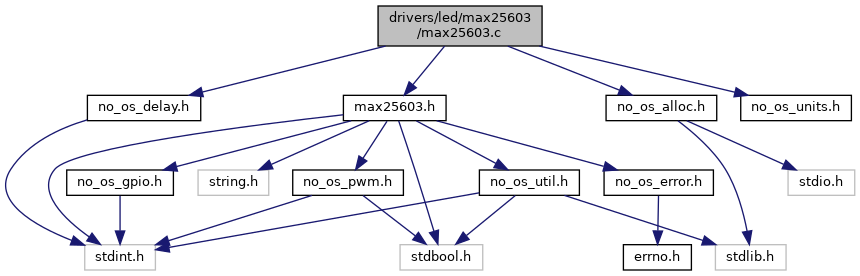 drivers/led/max25603
/max25603.c
no_os_delay.h
max25603.h
no_os_alloc.h
no_os_units.h
no_os_gpio.h
string.h
no_os_pwm.h
no_os_util.h
no_os_error.h
stdio.h
stdint.h
stdbool.h
errno.h
stdlib.h